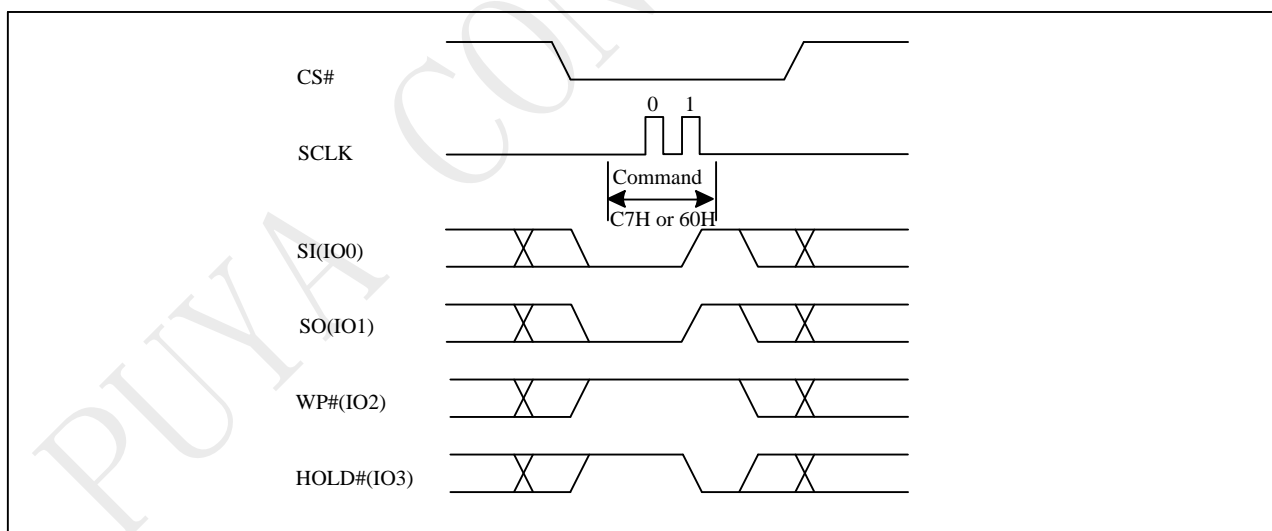 CS#
0 1
SCLK
Command
C7H or 60H
SI(IO0)
SO(IO1)
WP#(IO2)
HOLD#(IO3)
PUYA CON